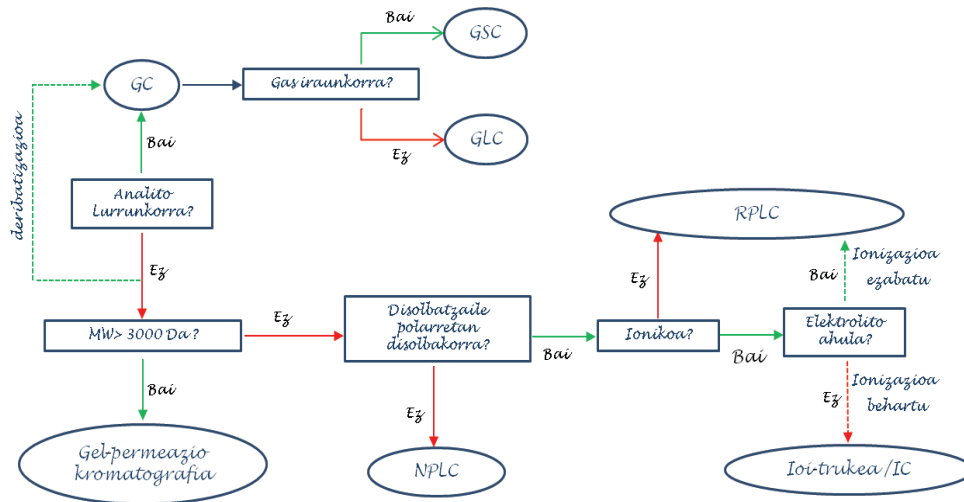 Bai
GSC
GC
Gas iraunkorra?
deribatizazioa
Bai
Ez
GLC
Analito
Lurrunkorra?
RPLC
Ez
Ez
Bai
Ionizazioa
ezabatu
MW> 3000 Da?
Ez
Disolbatzaile
polarretan
disolbakorra?
Bai
Ionikoa?
Bai
Elektrolito
ahula?
Bai
Ez
Ez
Ionizazioa
behartu
Gel-permeazio
kromatografia
NPLC
Ioi-trukea /IC